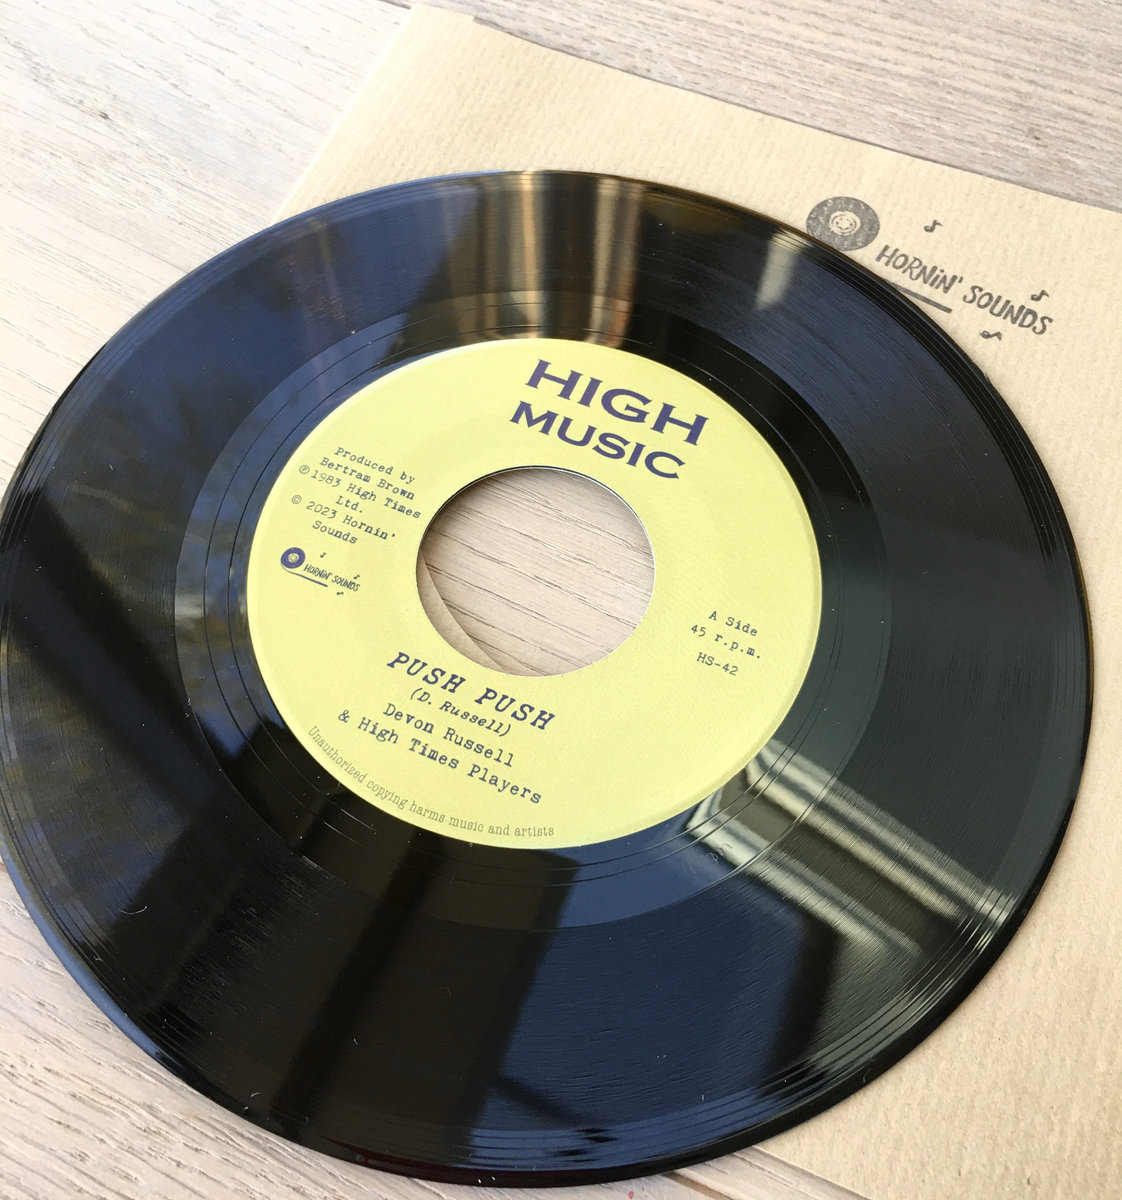 HORNiN' SOUNDS
HIGH
MUSIC
Produced by
Bertram Brown
℗ 1983 High Times
Ltd.
© 2023 Hornin'
Sounds
HORNiN' SOUNDS
A Side
45 r.p.m.
HS-42
PUSH PUSH
(D. Russell)
Devon Russell
& High Times Players
Unauthorized copying harms music and artists